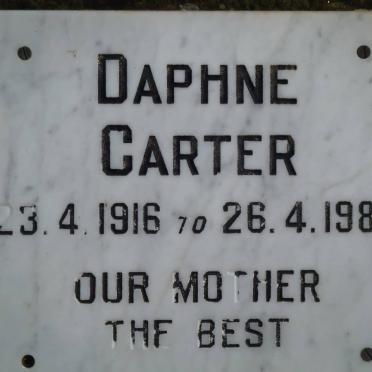 DAPHNE
CARTER
23.4.1916 TO 26.4.198
OUR MOTHER
THE BEST